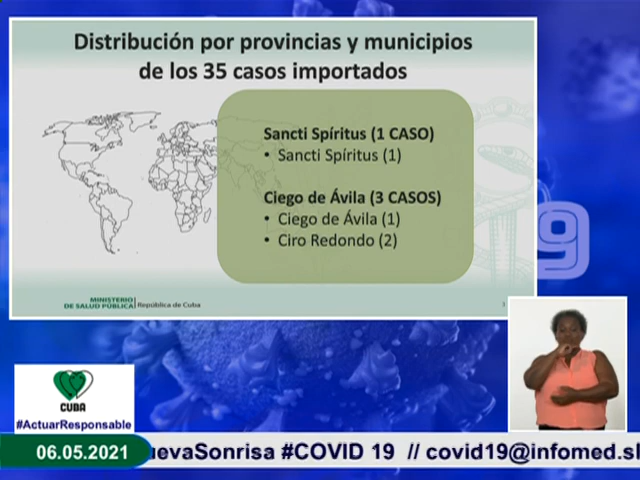 Distribución por provincias y municipios
de los 35 casos importados
Sancti Spíritus (1 CASO)
• Sancti Spíritus (1)
Ciego de Ávila (3 CASOS)
• Ciego de Ávila (1)
• Ciro Redondo (2)
MINISTERIO
DE SALUD PÚBLICA República de Cuba
9
CUBA
#ActuarResponsable
06.05.2021 uevaSonrisa #COVID 19 // covid19@infomed.sl